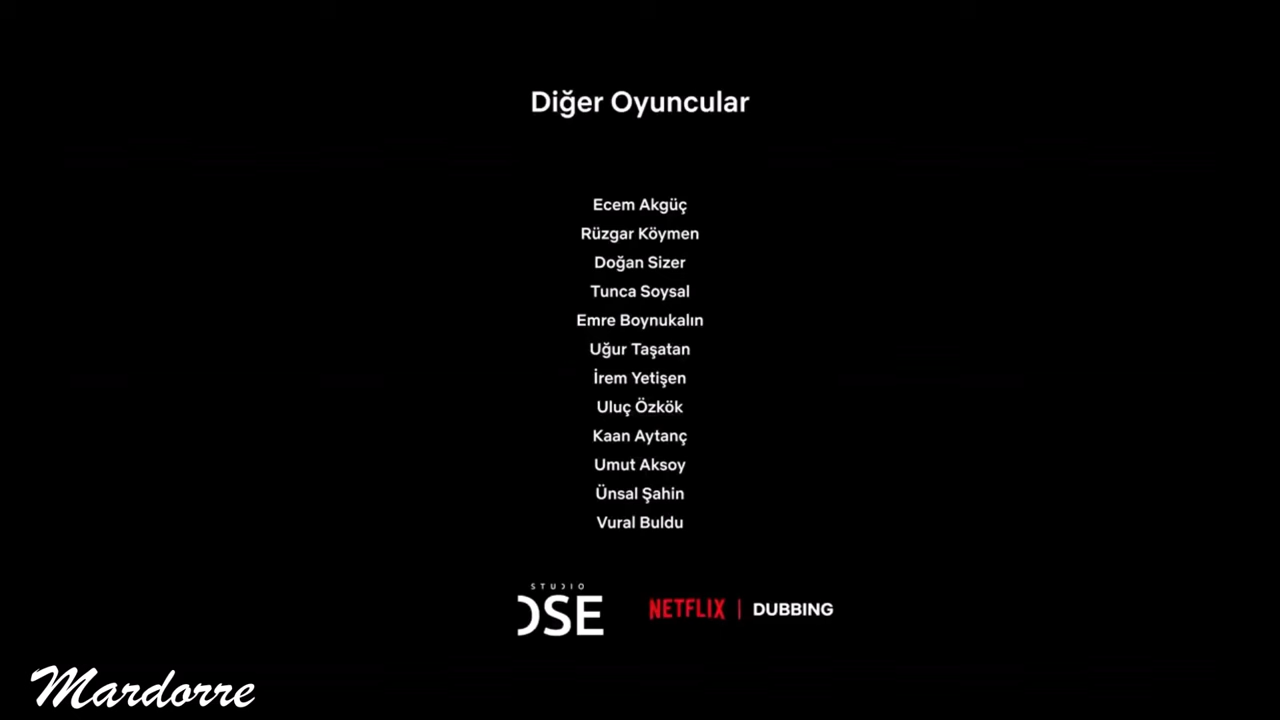 Diğer Oyuncular
Ecem Akgüç
Rüzgar Köymen
Doğan Sizer
Tunca Soysal
Emre Boynukalın
Uğur Taşatan
İrem Yetişen
Uluç Özkök
Kaan Aytanç
Umut Aksoy
Ünsal Şahin
Vural Buldu
STUDIO
DSE
NETFLIX | DUBBING
Mardorre